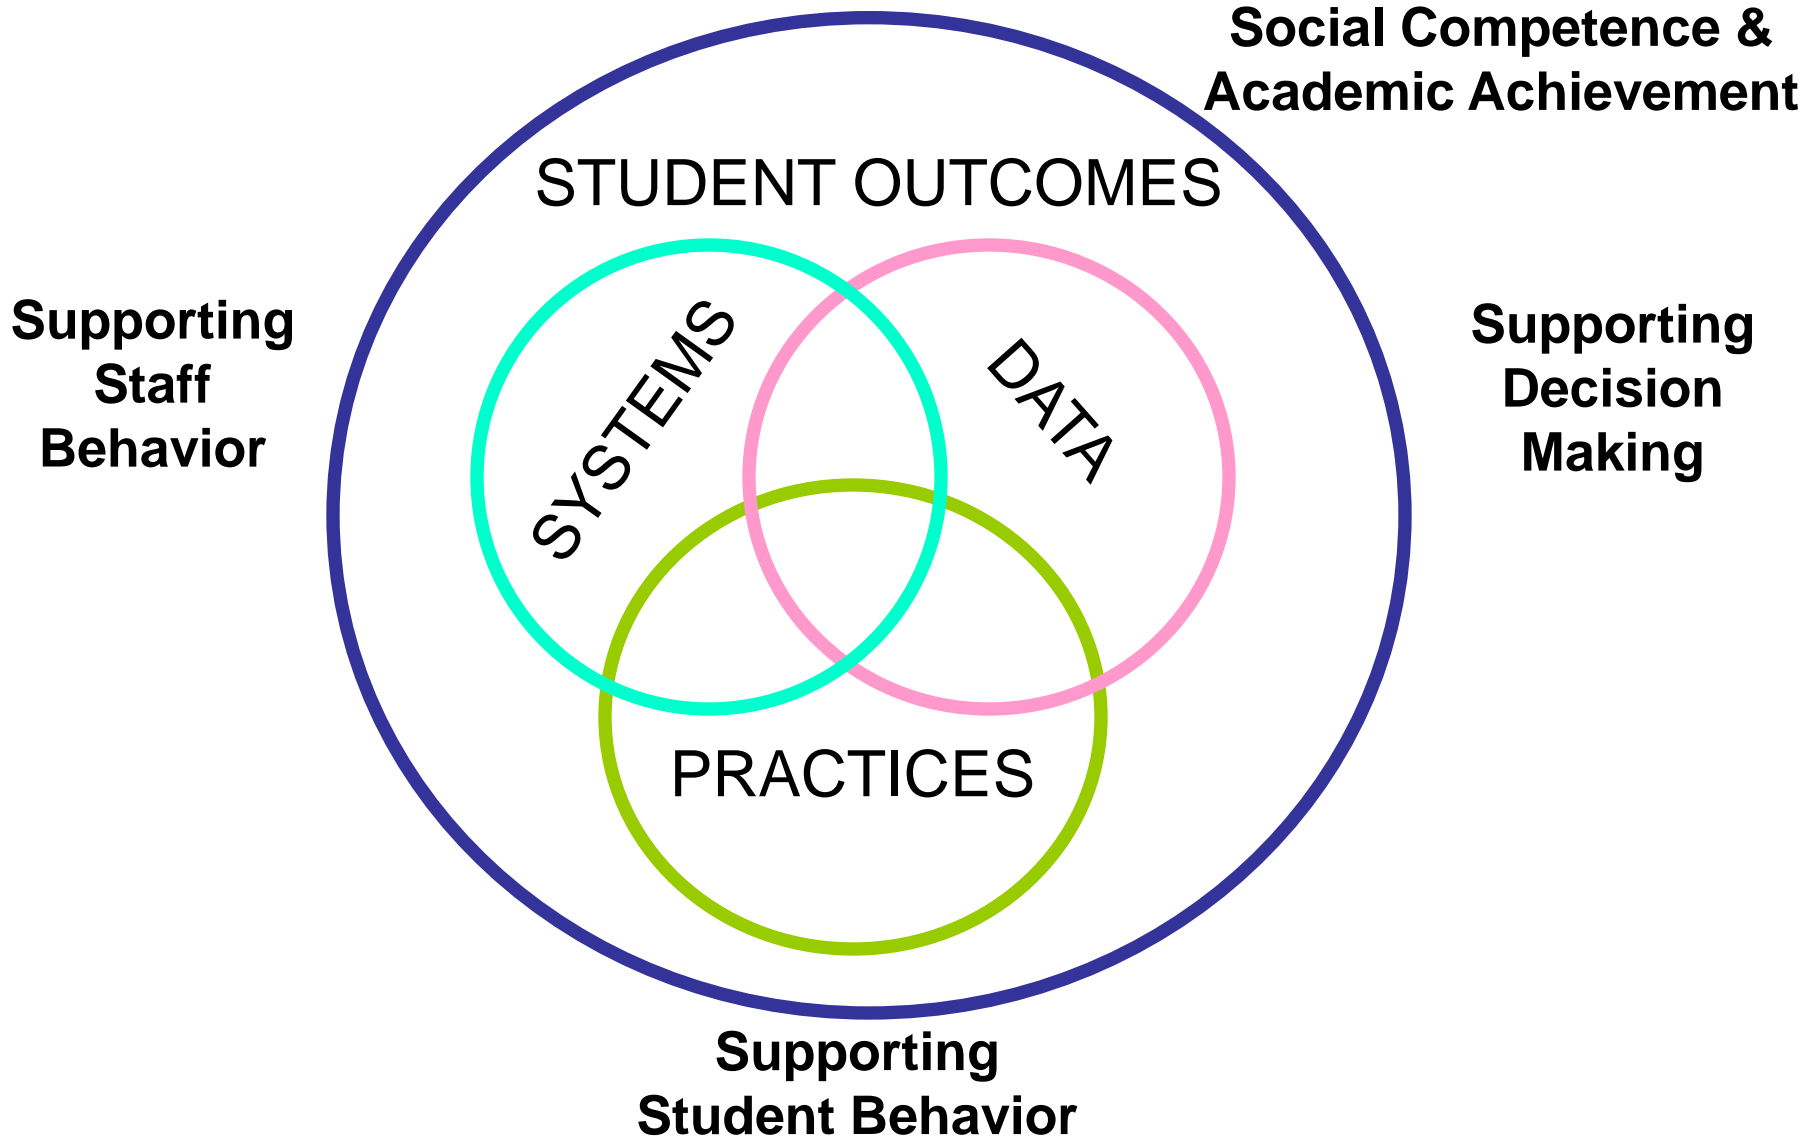 Social Competence &
Academic Achievement
STUDENT OUTCOMES
Supporting
Staff
Behavior
SYSTEMS
DATA
Supporting
Decision
Making
PRACTICES
Supporting
Student Behavior